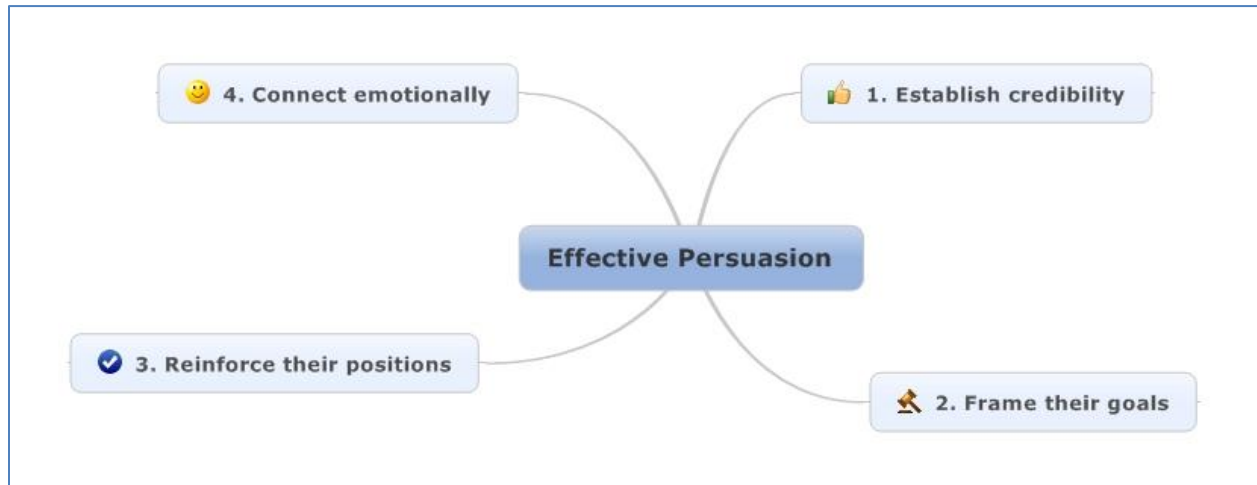 4. Connect emotionally
1. Establish credibility
Effective Persuasion
3. Reinforce their positions
2. Frame their goals